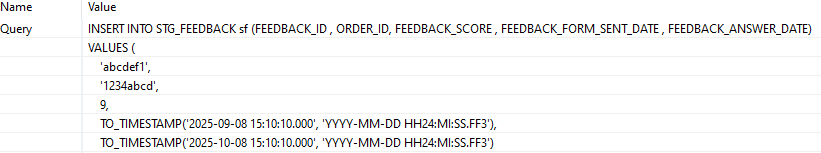 Name Value
Query INSERT INTO STG_FEEDBACK sf (FEEDBACK_ID , ORDER_ID, FEEDBACK_SCORE , FEEDBACK_FORM_SENT_DATE , FEEDBACK_ANSWER_DATE)
VALUES (
'abcdef1',
'1234abcd',
9,
TO_TIMESTAMP('2025-09-08 15:10:10.000', 'YYYY-MM-DD HH24:MI:SS.FF3'),
TO_TIMESTAMP('2025-10-08 15:10:10.000', 'YYYY-MM-DD HH24:MI:SS.FF3')